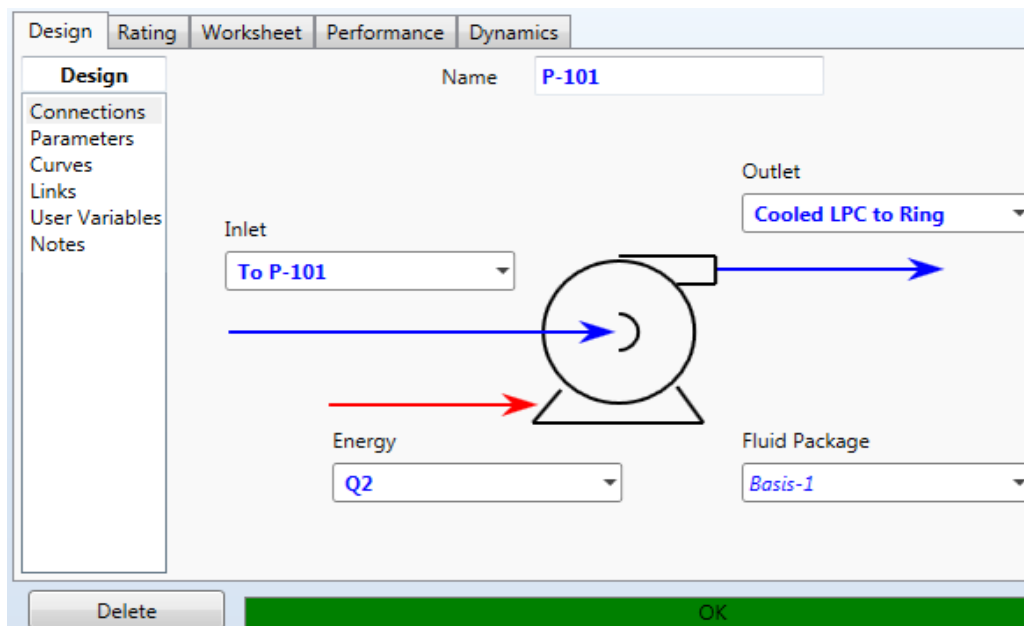 Design Rating Worksheet Performance Dynamics
Design
Connections
Parameters
Curves
Links
User Variables
Notes
Name P-101
Outlet
Cooled LPC to Ring
Inlet
To P-101
Energy
Q2
Fluid Package
Basis-1
Delete
OK